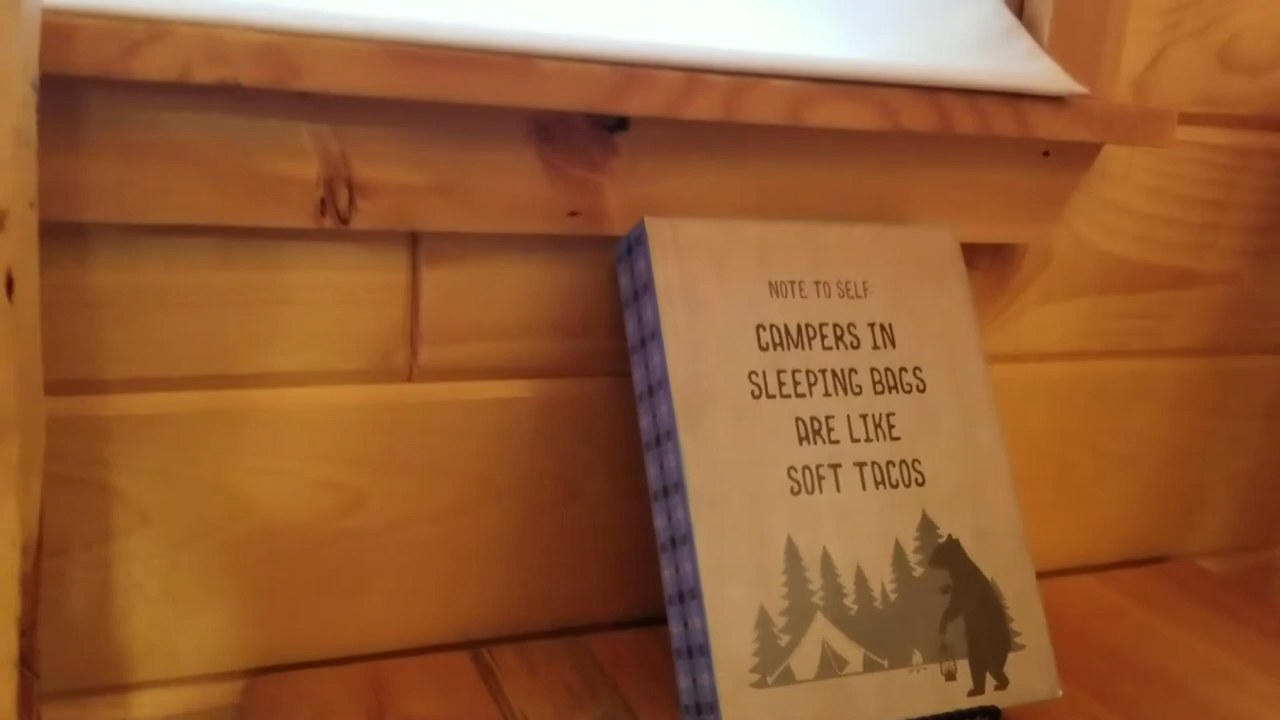 NOTE TO SELF:
CAMPERS IN
SLEEPING BAGS
ARE LIKE
SOFT TACOS